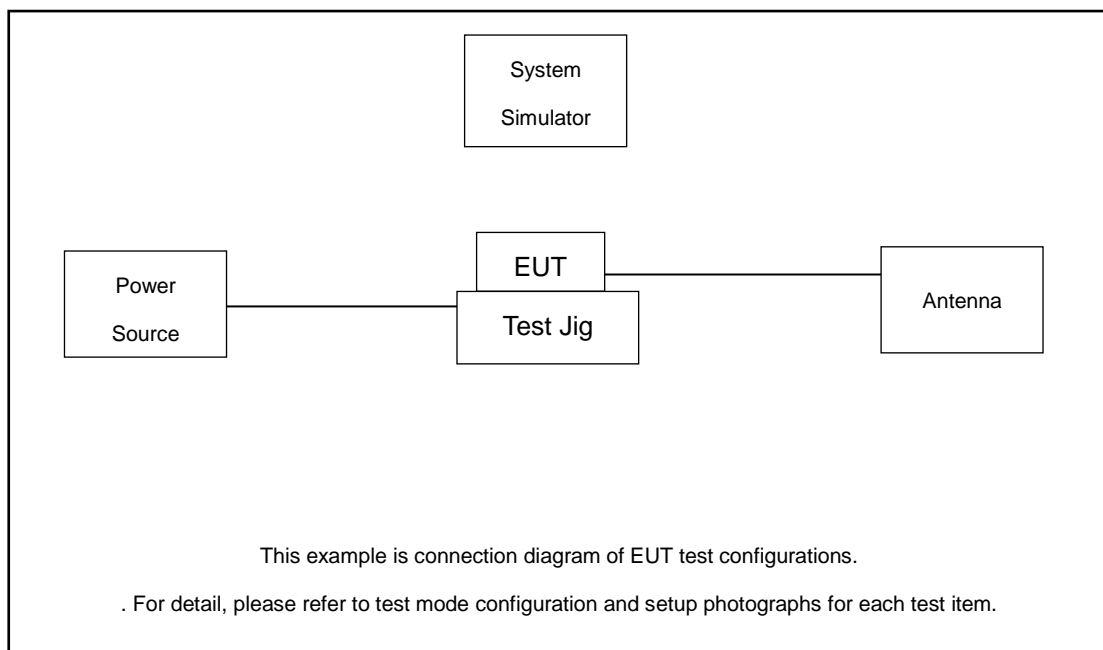 System
Simulator
EUT
Power
Source
Test Jig
Antenna
This example is connection diagram of EUT test configurations.
. For detail, please refer to test mode configuration and setup photographs for each test item.